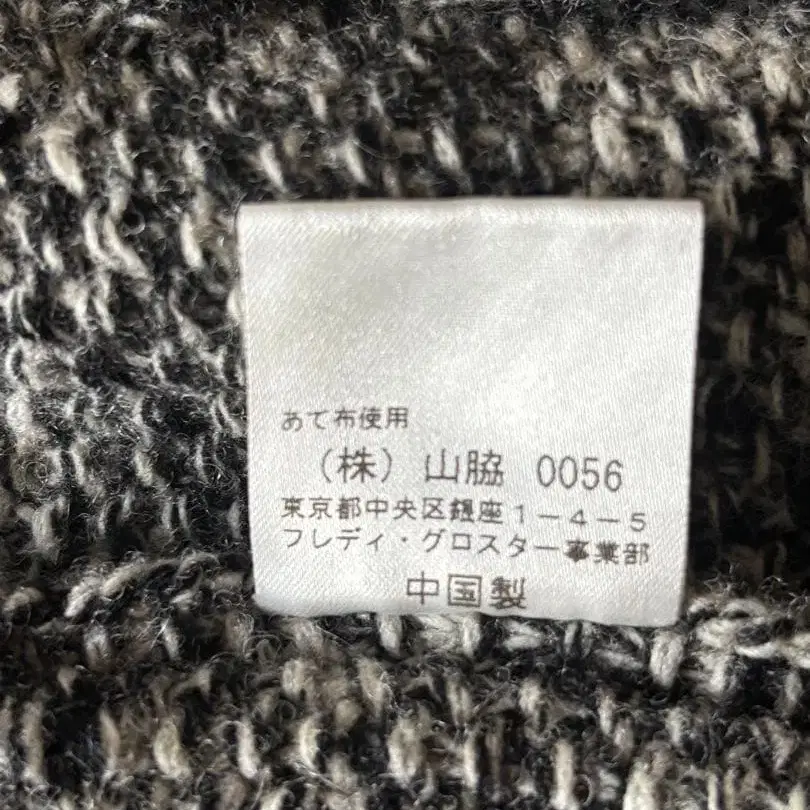 あて布使用
（株）山脇 0056
東京都中央区銀座1-4-5
フレディ・グロスター事業部
中国製